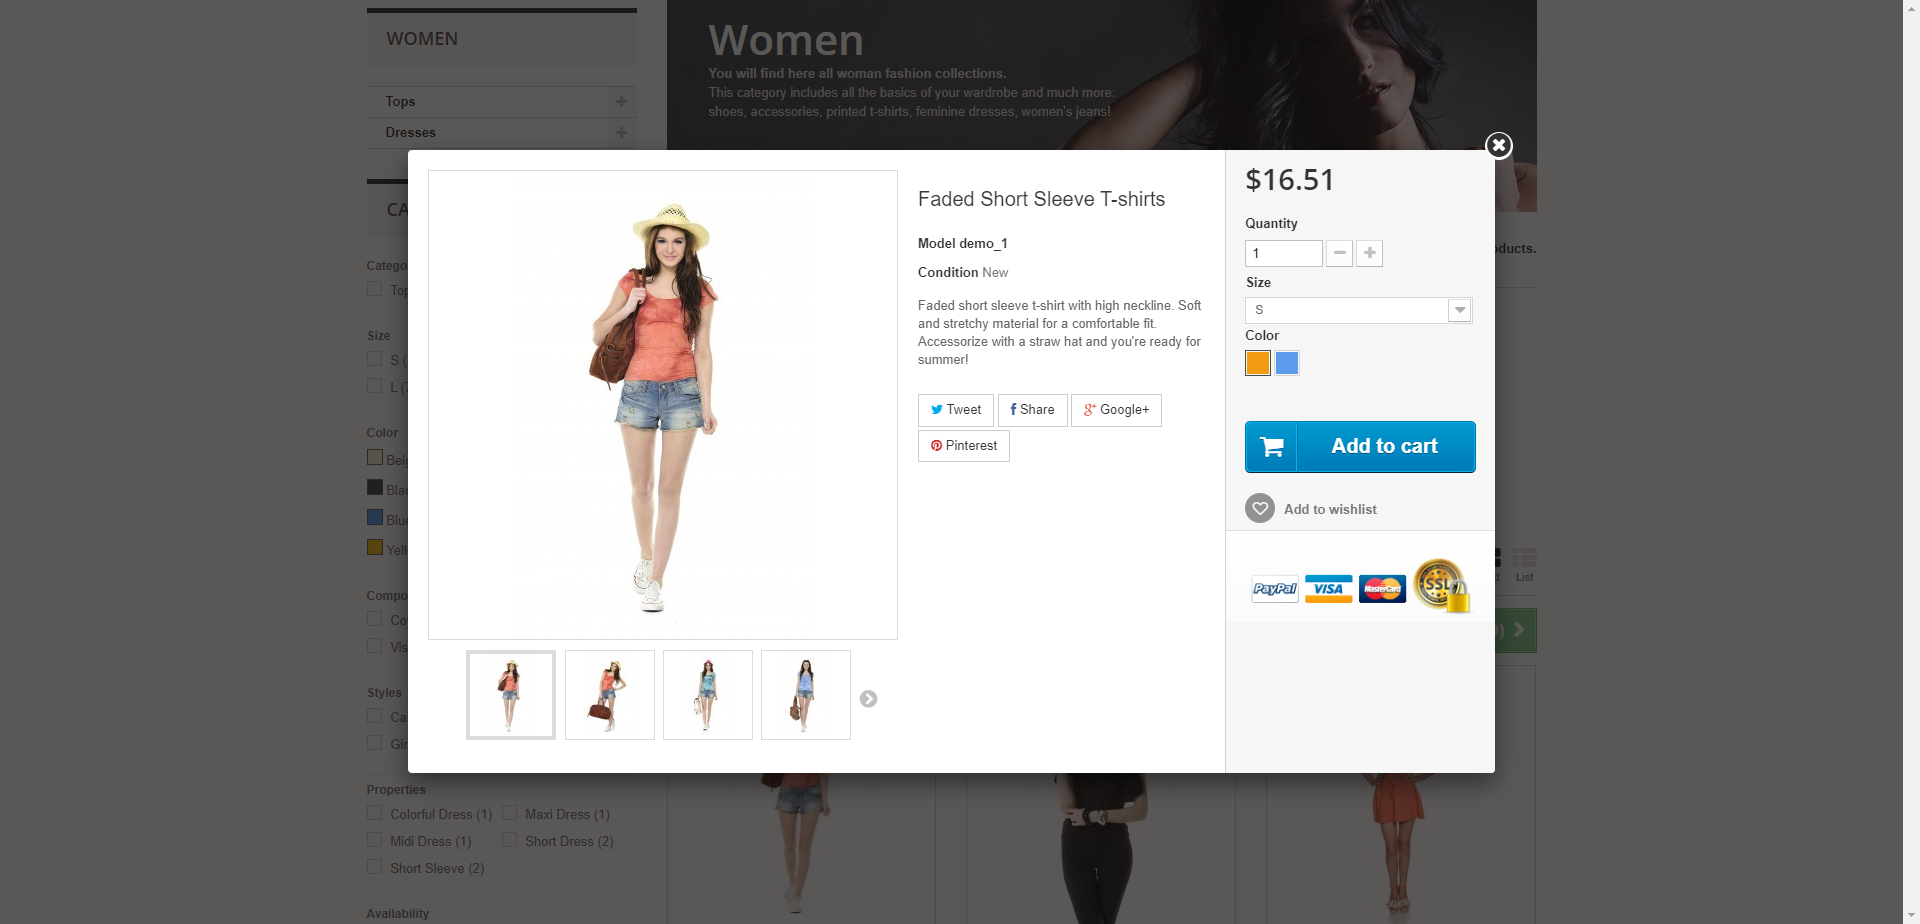 WOMEN
Tops
Dresses
Women
You will find here all woman fashion collections.
This category includes all the basics of your wardrobe and much more:
shoes, accessories, printed t-shirts, feminine dresses, women's jeans!
CA
Catego
Top
Size
S (
L (
Color
Beig
Blac
Blue
Yell
Compo
Co
Vis
Styles
Ca
Gir
Properties
Colorful Dress (1)
Maxi Dress (1)
Midi Dress (1)
Short Dress (2)
Short Sleeve (2)
Availability
Faded Short Sleeve T-shirts
Model demo_1
Condition New
Faded short sleeve t-shirt with high neckline. Soft
and stretchy material for a comfortable fit.
Accessorize with a straw hat and you're ready for
summer!
Tweet
Share
Google+
Pinterest
$16.51
Quantity
1
Size
S
Color
Add to cart
Add to wishlist
PayPal
VISA
MasterCard
SSL
ducts.
List